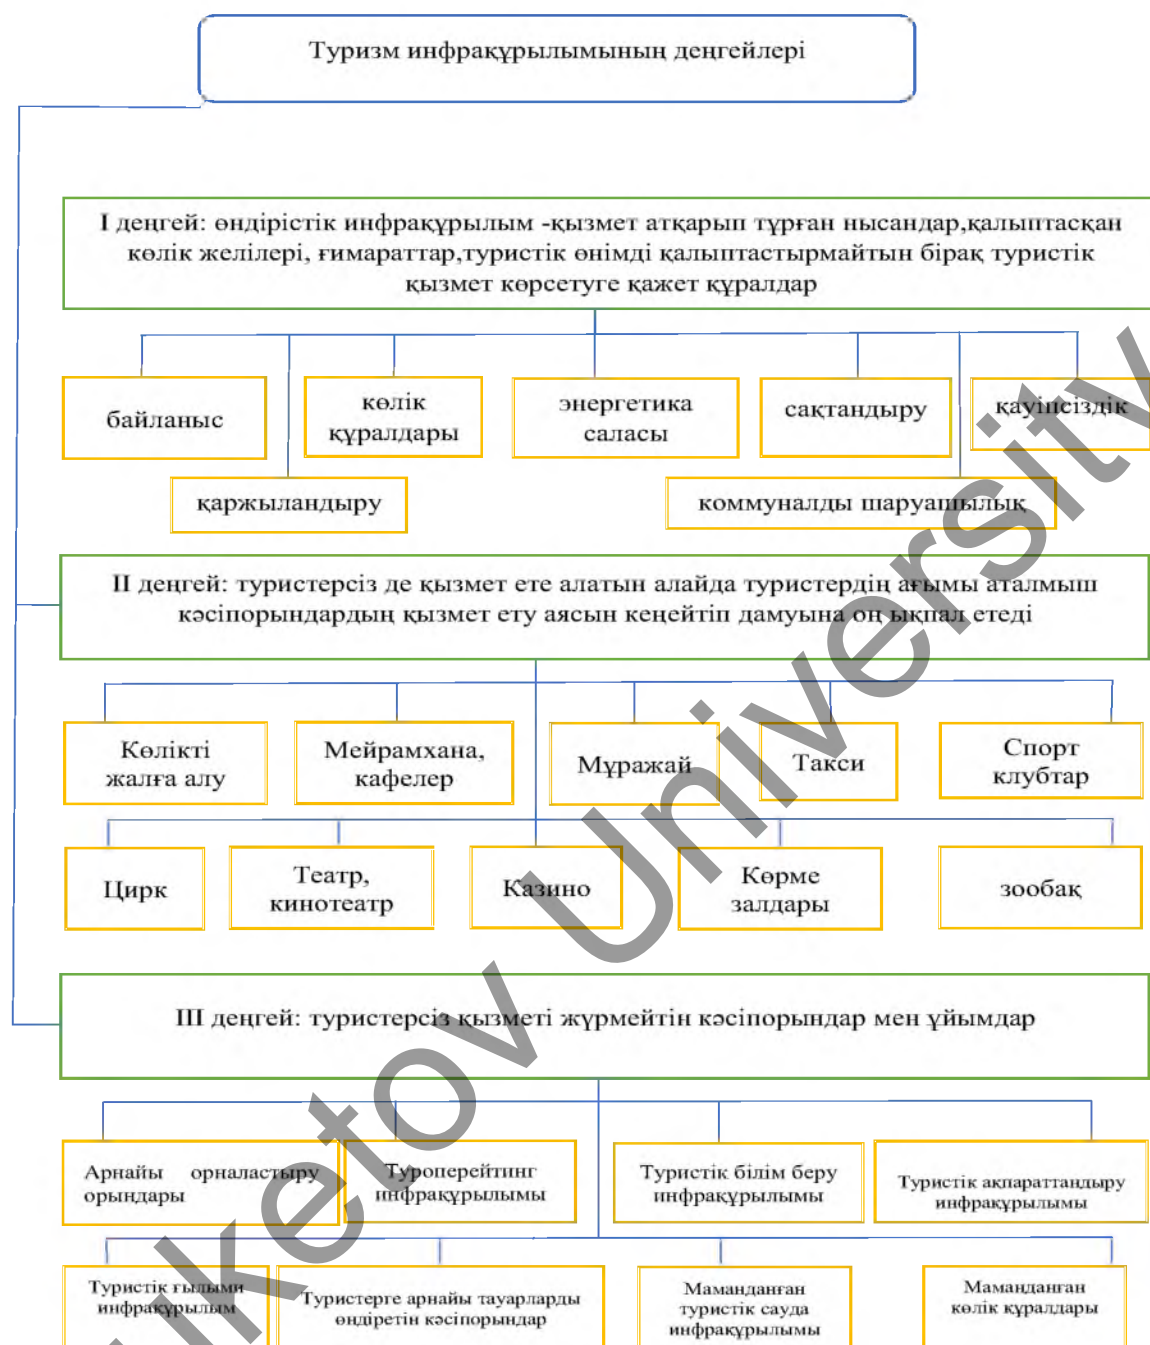 Туризм инфрақұрылымының деңгейлері
I деңгей: өндірістік инфрақұрылым -қызмет атқарып тұрған нысандар,қалыптасқан
көлік желілері, ғимараттар,туристік өнімді қалыптастырмайтын бірақ туристік
қызмет көрсетуге қажет құралдар
байланыс
көлік
құралдары
энергетика
саласы
сақтандыру
қауіпсіздік
қаржыландыру
коммуналды шаруашылық
II деңгей: туристерсіз де қызмет ете алатын алайда туристердің ағымы аталмыш
кәсіпорындардың қызмет ету аясын кеңейтіп дамуына оң ықпал етеді
Көлікті
жалға алу
Мейрамхана,
кафелер
Мұражай
Такси
Спорт
клубтар
Цирк
Театр,
кинотеатр
Казино
Көрме
залдары
зообақ
III деңгей: туристерсіз қызметі жүрмейтін кәсіпорындар мен ұйымдар
Арнайы орналастыру
орындары
Туроперейтинг
инфрақұрылымы
Туристік білім беру
инфрақұрылымы
Туристік ақпараттандыру
инфрақұрылымы
Туристік ғылыми
инфрақұрылым
Туристерге арнайы тауарларды
өндіретін кәсіпорындар
Маманданған
туристік сауда
инфрақұрылымы
Маманданған
көлік құралдары
uketov University